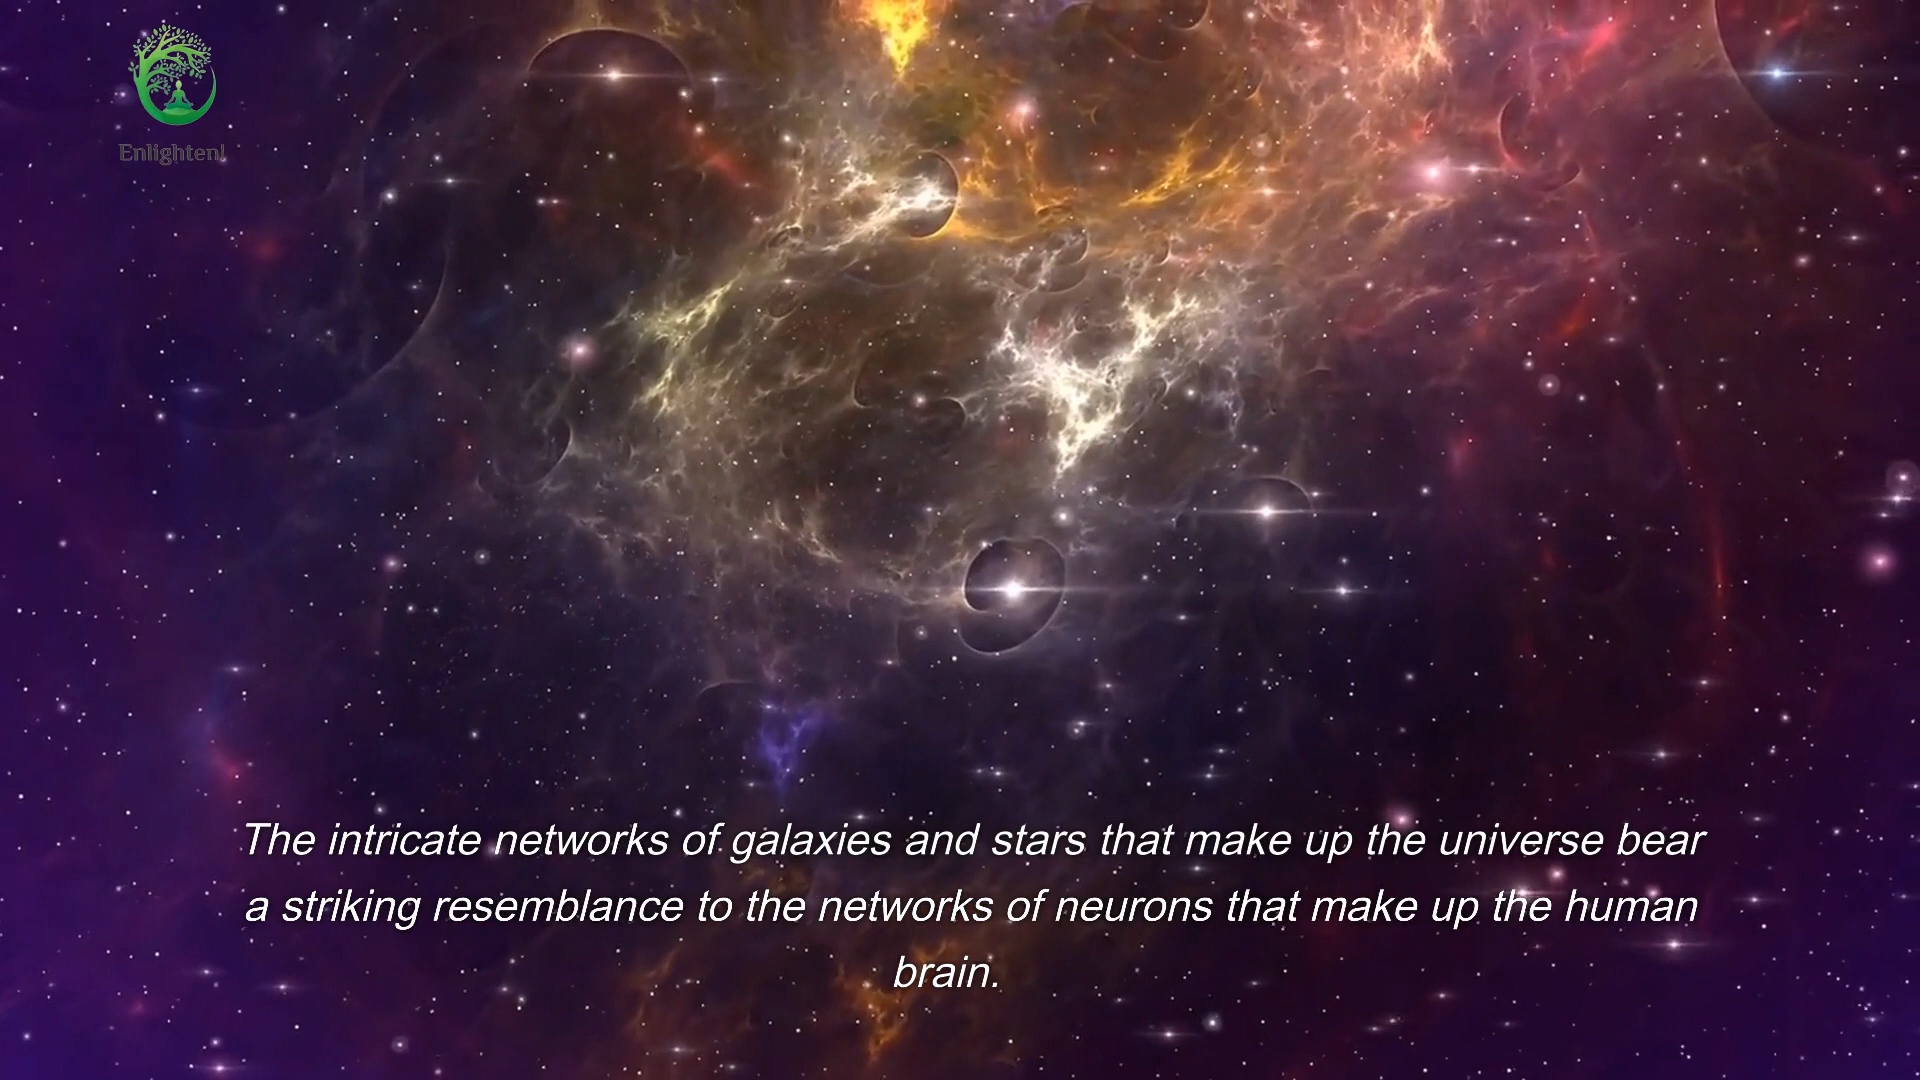 Enlighten!
The intricate networks of galaxies and stars that make up the universe bear
a striking resemblance to the networks of neurons that make up the human
brain.